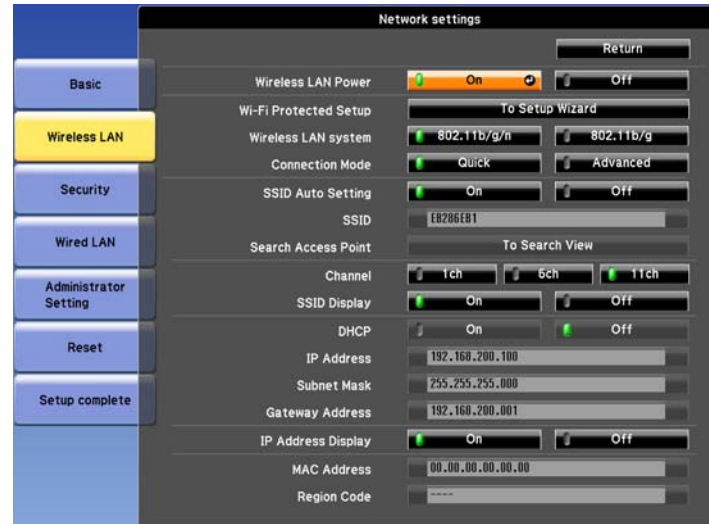 Network settings
Return
Basic
Wireless LAN
Security
Wired LAN
Administrator
Setting
Reset
Setup complete
Wireless LAN Power On Off
Wi-Fi Protected Setup To Setup Wizard
Wireless LAN system 802.11b/g/n 802.11b/g
Connection Mode Quick Advanced
SSID Auto Setting On Off
SSID EB286EB1
Search Access Point To Search View
Channel 1ch 6ch 11ch
SSID Display On Off
DHCP On Off
IP Address 192.168.200.100
Subnet Mask 255.255.255.000
Gateway Address 192.168.200.001
IP Address Display On Off
MAC Address 00.00.00.00.00.00
Region Code ----